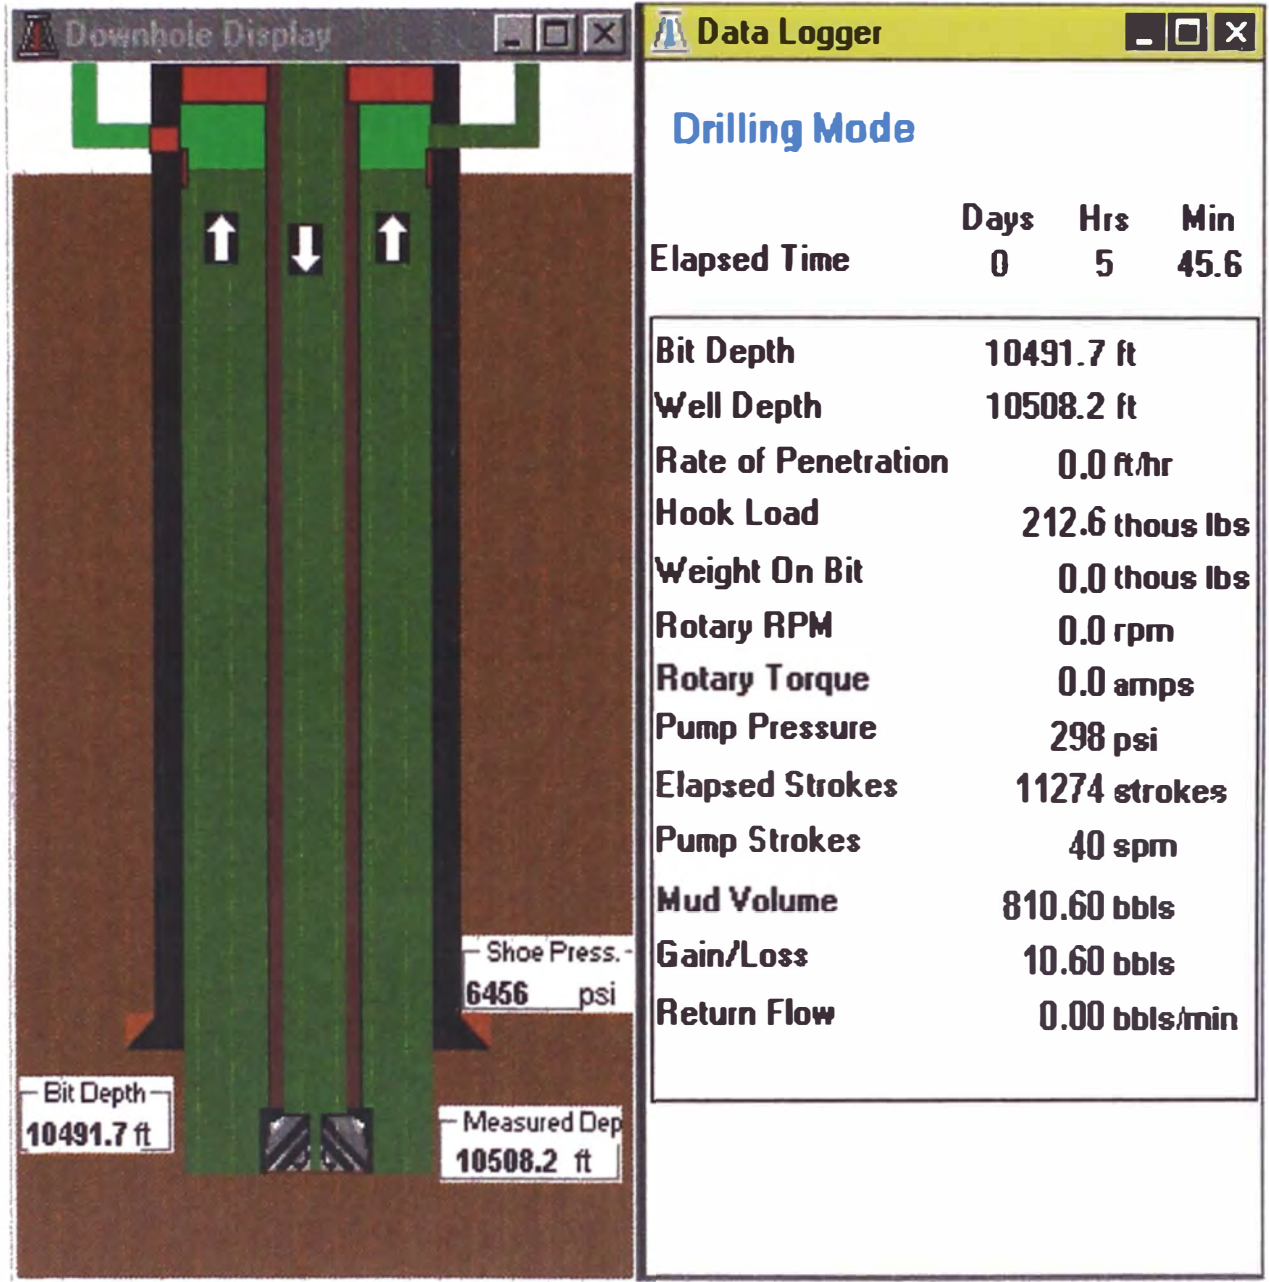 Downhole Display
Shoe Press.
6456 psi
Bit Depth
10491.7 ft
Measured Dep
10508.2 ft
Data Logger
Drilling Mode
Days Hrs Min
Elapsed Time 0 5 45.6
Bit Depth 10491.7 ft
Well Depth 10508.2 ft
Rate of Penetration 0.0 ft/hr
Hook Load 212.6 thous lbs
Weight On Bit 0.0 thous lbs
Rotary RPM 0.0 rpm
Rotary Torque 0.0 amps
Pump Pressure 298 psi
Elapsed Strokes 11274 strokes
Pump Strokes 40 spm
Mud Volume 810.60 bbls
Gain/Loss 10.60 bbls
Return Flow 0.00 bbls/min